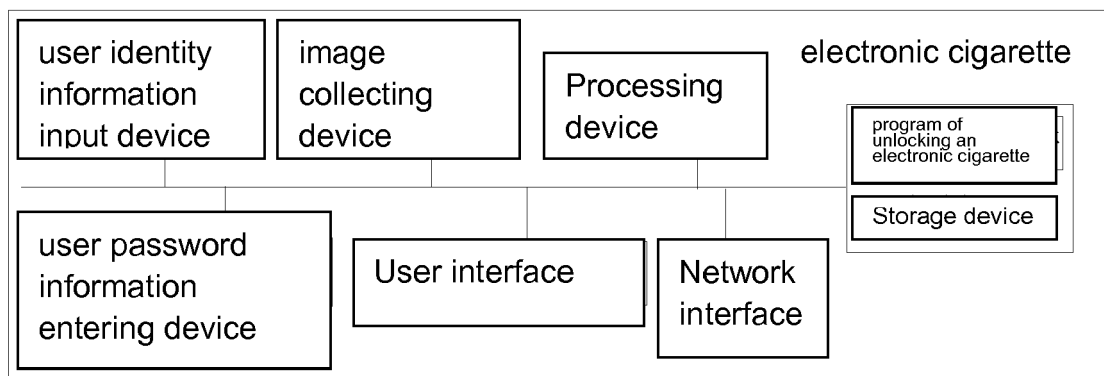 user identity
information
input device
image
collecting
device
Processing
device
electronic cigarette
program of
unlocking an
electronic cigarette
Storage device
user password
information
entering device
User interface
Network
interface